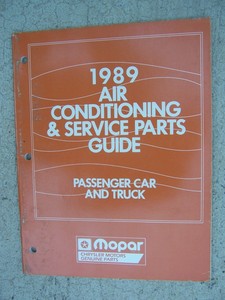 1989
AIR
CONDITIONING
& SERVICE PARTS
GUIDE
PASSENGER CAR
AND TRUCK
Mopar
CHRYSLER MOTORS
GENUINE PARTS